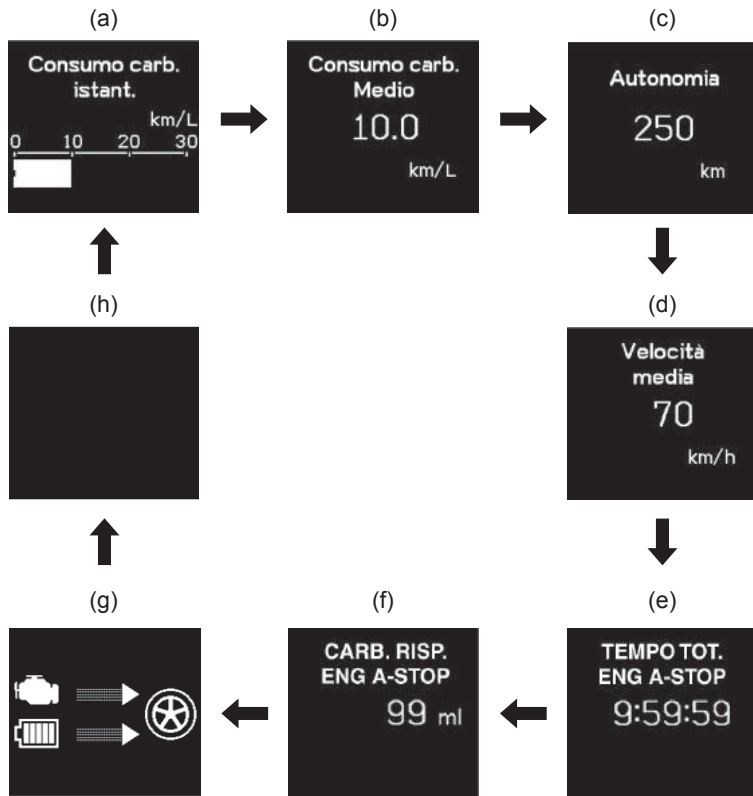 (a)
Consumo carb.
istant.
km/L
0 10 20 30
(b)
Consumo carb.
Medio
10.0
km/L
(c)
Autonomia
250
km
(h)
(d)
Velocità
media
70
km/h
(g)
(f)
CARB. RISP.
ENG A-STOP
99 ml
(e)
TEMPO TOT.
ENG A-STOP
9:59:59